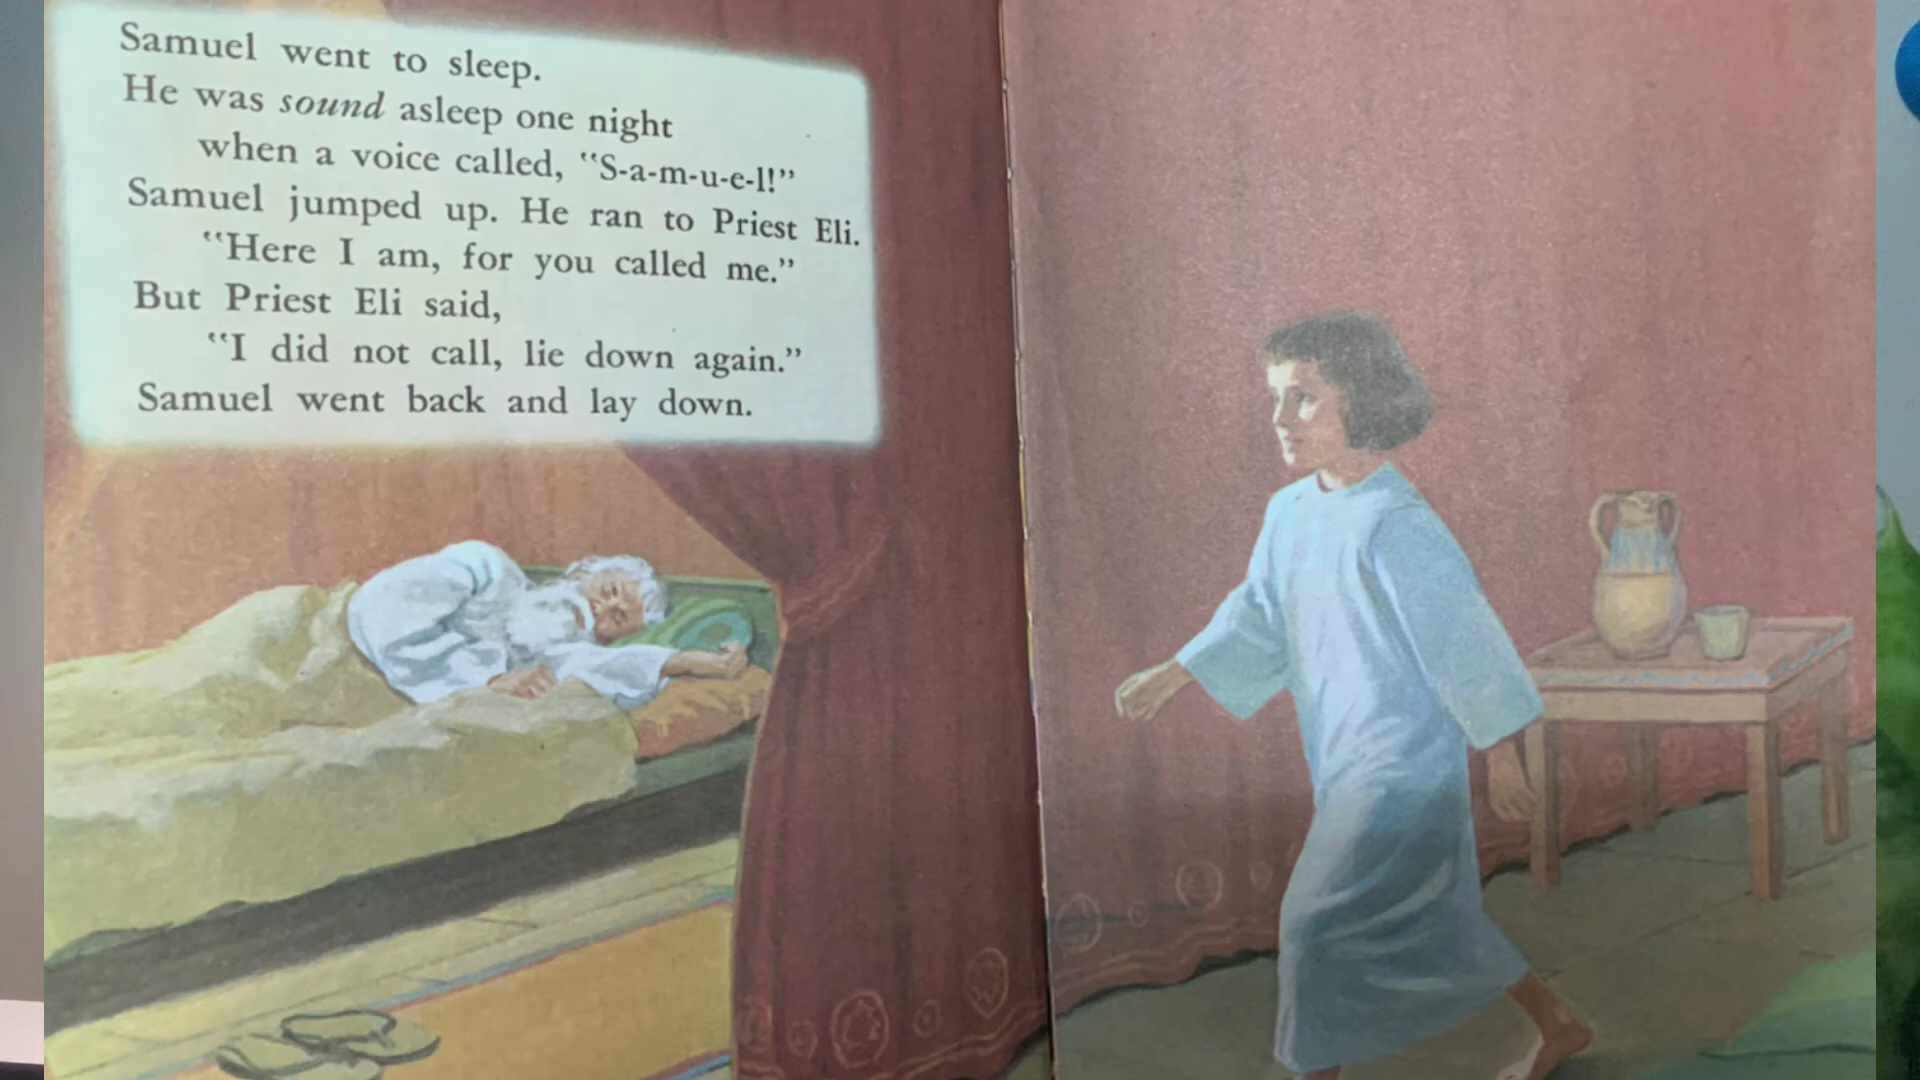 Samuel went to sleep.
He was sound asleep one night
when a voice called, "S-a-m-u-e-l!"
Samuel jumped up. He ran to Priest Eli.
"Here I am, for you called me."
But Priest Eli said,
"I did not call, lie down again."
Samuel went back and lay down.